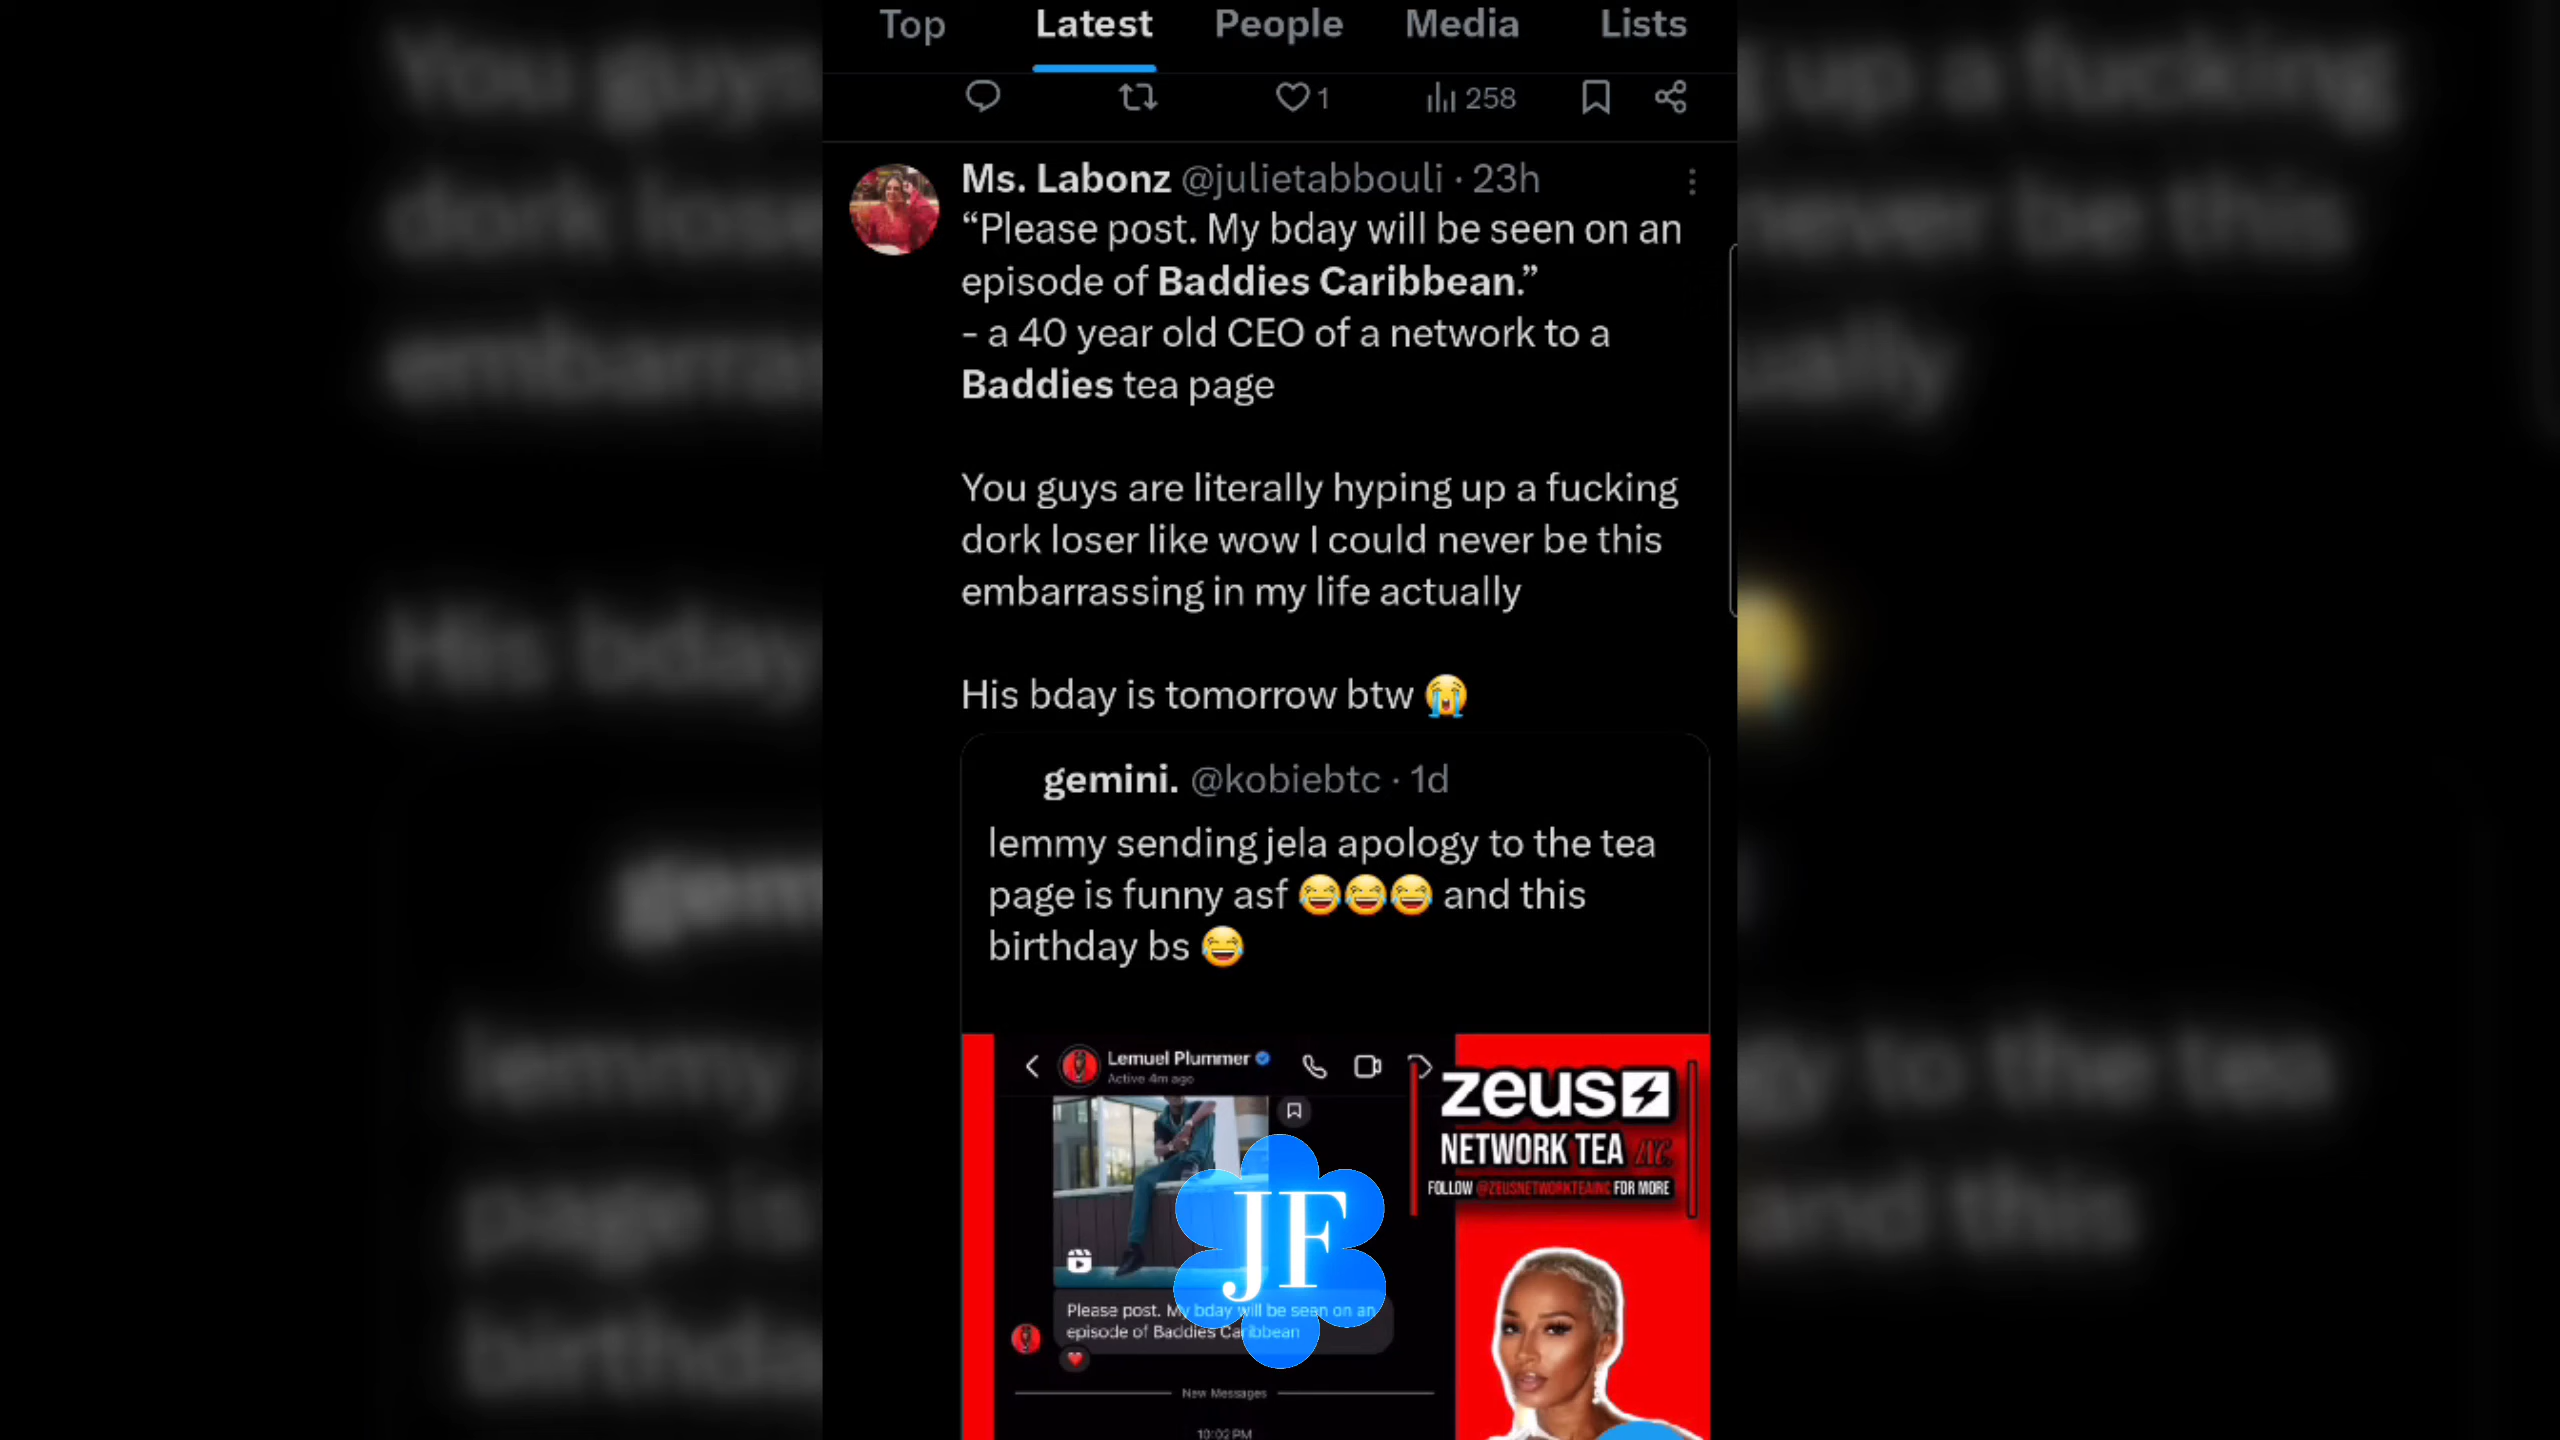 Top Latest People Media Lists
1 258
Ms. Labonz @julietabbouli · 23h
“Please post. My bday will be seen on an
episode of Baddies Caribbean.”
- a 40 year old CEO of a network to a
Baddies tea page
You guys are literally hyping up a fucking
dork loser like wow I could never be this
embarrassing in my life actually
His bday is tomorrow btw 😭
gemini. @kobiebtc · 1d
lemmy sending jela apology to the tea
page is funny asf 😂😂😂 and this
birthday bs 😂
Lemuel Plummer
Active 4m ago
zeus
NETWORK TEA INC.
FOLLOW @ZEUSNETWORKTEAINC FOR MORE
JF
Please post. My bday will be seen on an
episode of Baddies Caribbean
New Messages
10:02 PM